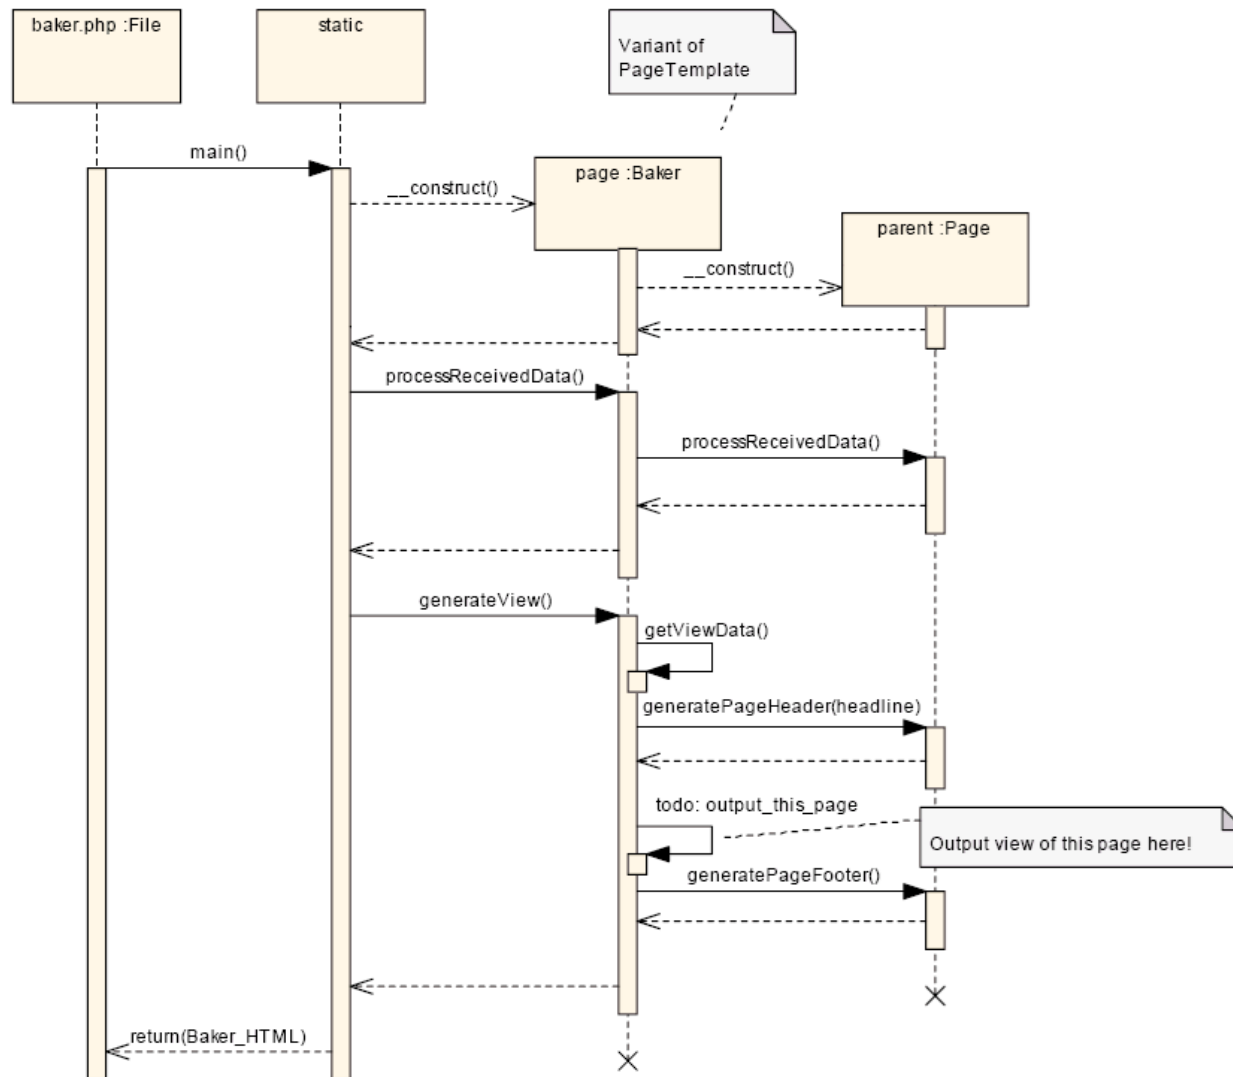 baker.php :File
static
Variant of
PageTemplate
main()
page :Baker
__construct()
parent :Page
__construct()
processReceivedData()
processReceivedData()
generateView()
getViewData()
generatePageHeader(headline)
todo: output_this_page
Output view of this page here!
generatePageFooter()
return(Baker_HTML)